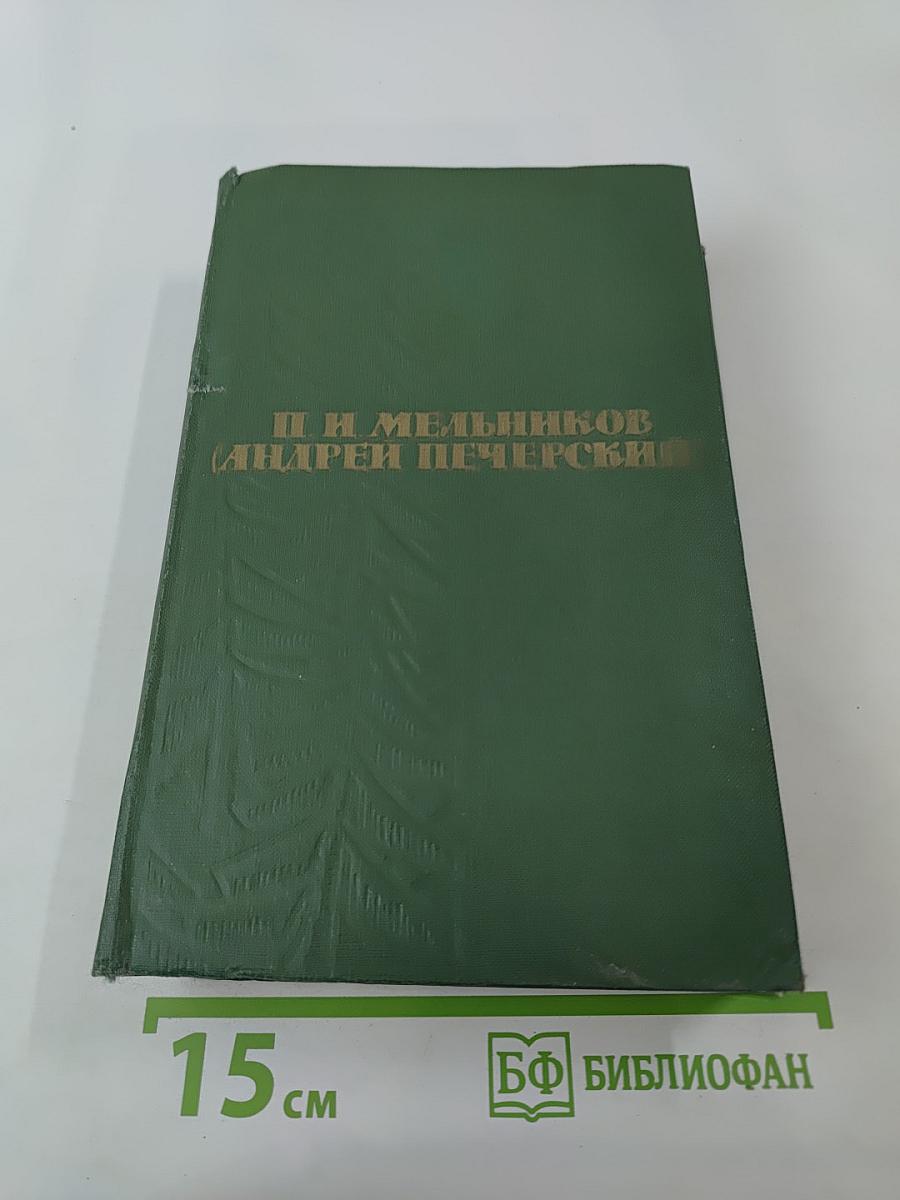 П. И. МЕЛЬНИКОВ
(АНДРЕЙ ПЕЧЕРСКИЙ
15 см
БФ БИБЛИОФАН